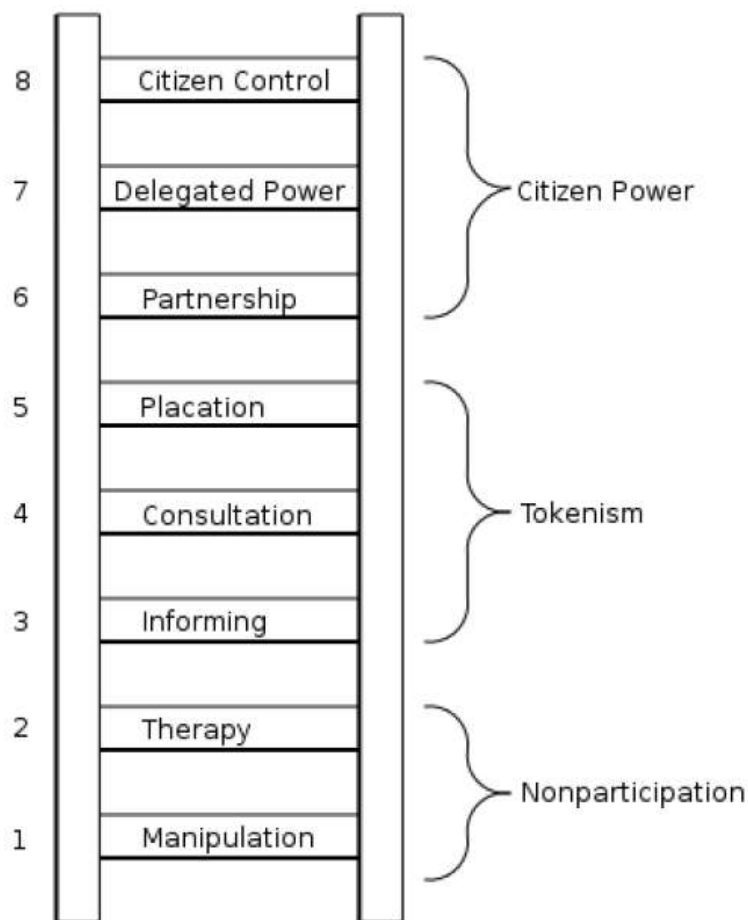 8 Citizen Control
7 Delegated Power Citizen Power
6 Partnership
5 Placation
4 Consultation Tokenism
3 Informing
2 Therapy
Nonparticipation
1 Manipulation